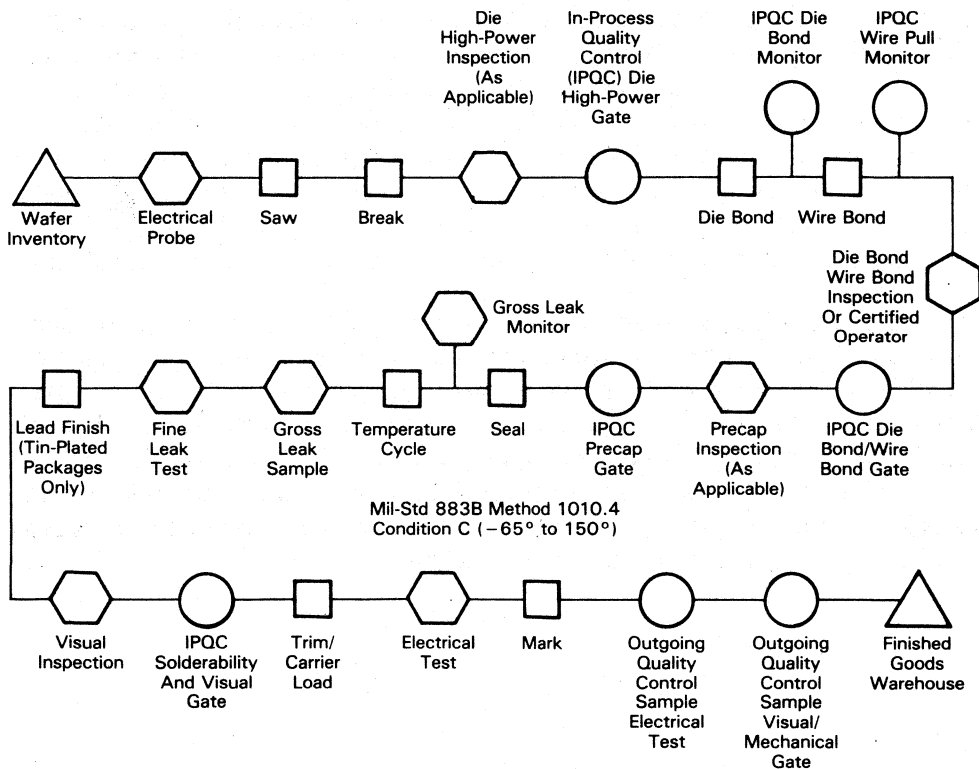 Die
High-Power
Inspection
(As
Applicable)
In-Process
Quality
Control
(IPQC) Die
High-Power
Gate
IPQC Die
Bond
Monitor
IPQC
Wire Pull
Monitor
Wafer
Inventory
Electrical
Probe
Saw
Break
Die Bond
Wire Bond
Die Bond
Wire Bond
Inspection
Or Certified
Operator
Gross Leak
Monitor
Lead Finish
(Tin-Plated
Packages
Only)
Fine
Leak
Test
Gross
Leak
Sample
Temperature
Cycle
Seal
IPQC
Precap
Gate
Precap
Inspection
(As
Applicable)
IPQC Die
Bond/Wire
Bond Gate
Mil-Std 883B Method 1010.4
Condition C (−65° to 150°)
Visual
Inspection
IPQC
Solderability
And Visual
Gate
Trim/
Carrier
Load
Electrical
Test
Mark
Outgoing
Quality
Control
Sample
Electrical
Test
Outgoing
Quality
Control
Sample
Visual/
Mechanical
Gate
Finished
Goods
Warehouse